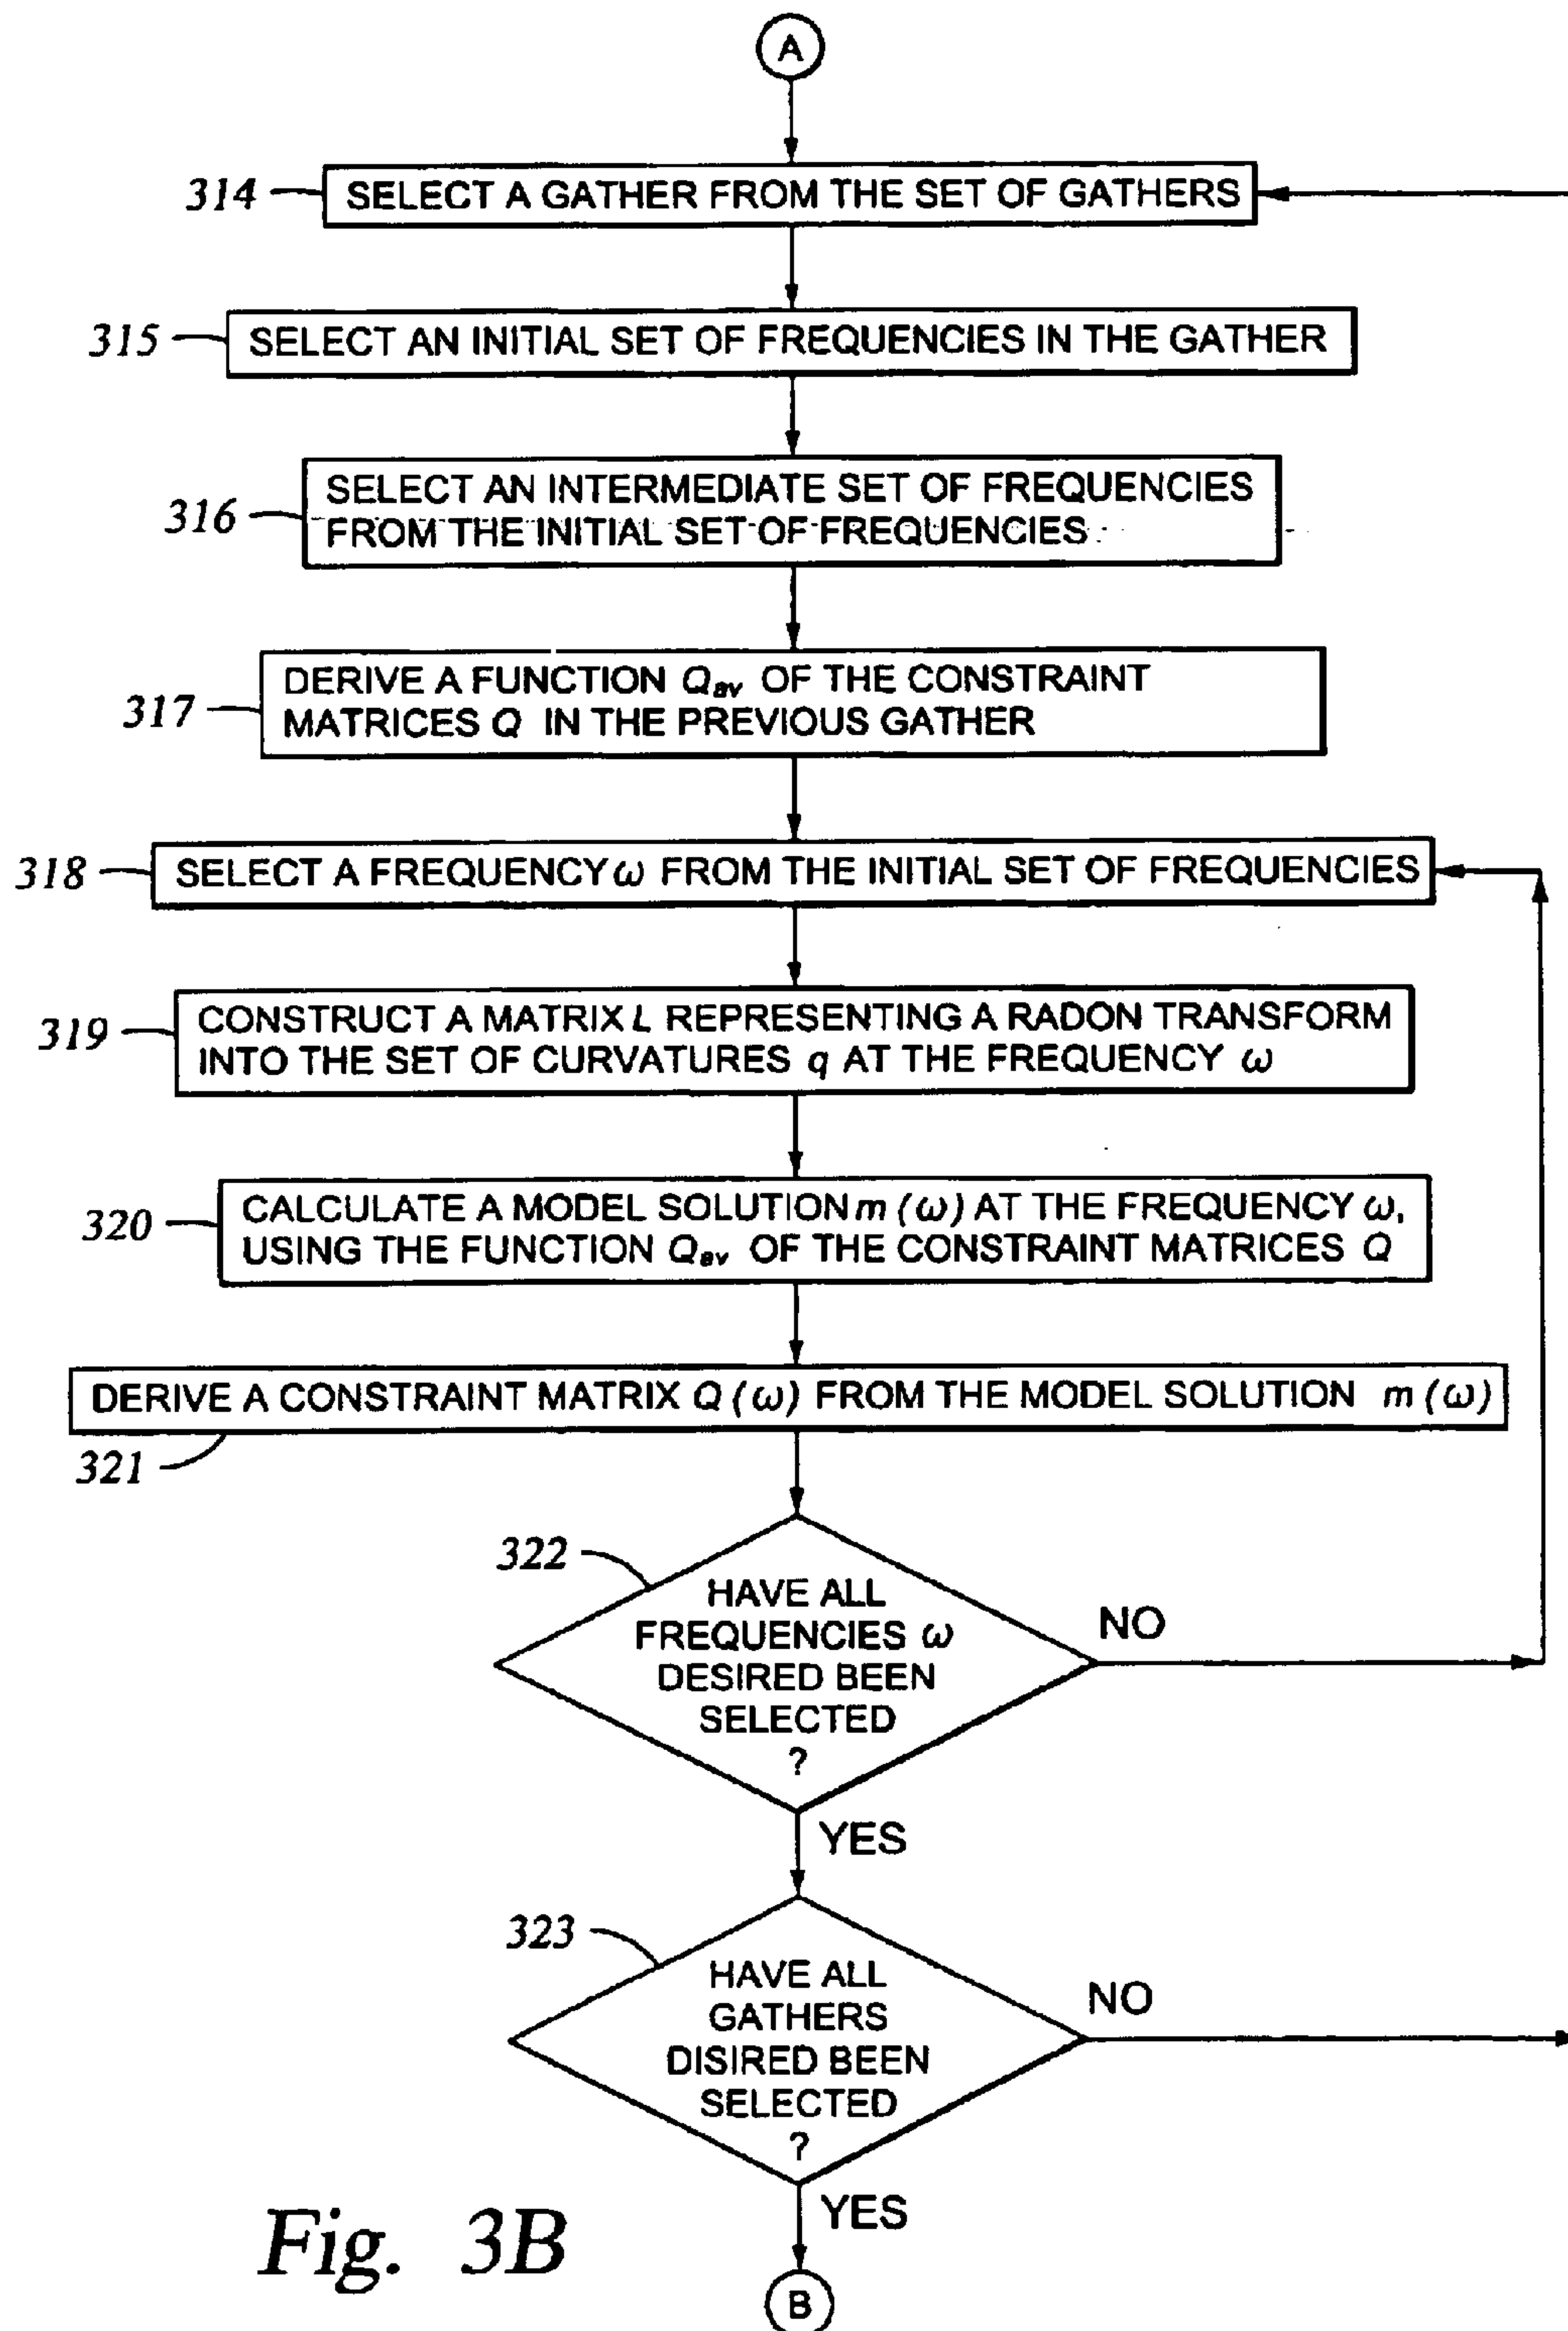 A
314
SELECT A GATHER FROM THE SET OF GATHERS
315
SELECT AN INITIAL SET OF FREQUENCIES IN THE GATHER
316
SELECT AN INTERMEDIATE SET OF FREQUENCIES
FROM THE INITIAL SET OF FREQUENCIES
317
DERIVE A FUNCTION Qav OF THE CONSTRAINT
MATRICES Q IN THE PREVIOUS GATHER
318
SELECT A FREQUENCY ω FROM THE INITIAL SET OF FREQUENCIES
319
CONSTRUCT A MATRIX L REPRESENTING A RADON TRANSFORM
INTO THE SET OF CURVATURES q AT THE FREQUENCY ω
320
CALCULATE A MODEL SOLUTION m (ω) AT THE FREQUENCY ω,
USING THE FUNCTION Qav OF THE CONSTRAINT MATRICES Q
DERIVE A CONSTRAINT MATRIX Q (ω) FROM THE MODEL SOLUTION m (ω)
321
322
HAVE ALL
FREQUENCIES ω
DESIRED BEEN
SELECTED
?
NO
YES
323
HAVE ALL
GATHERS
DISIRED BEEN
SELECTED
?
NO
YES
B
Fig. 3B